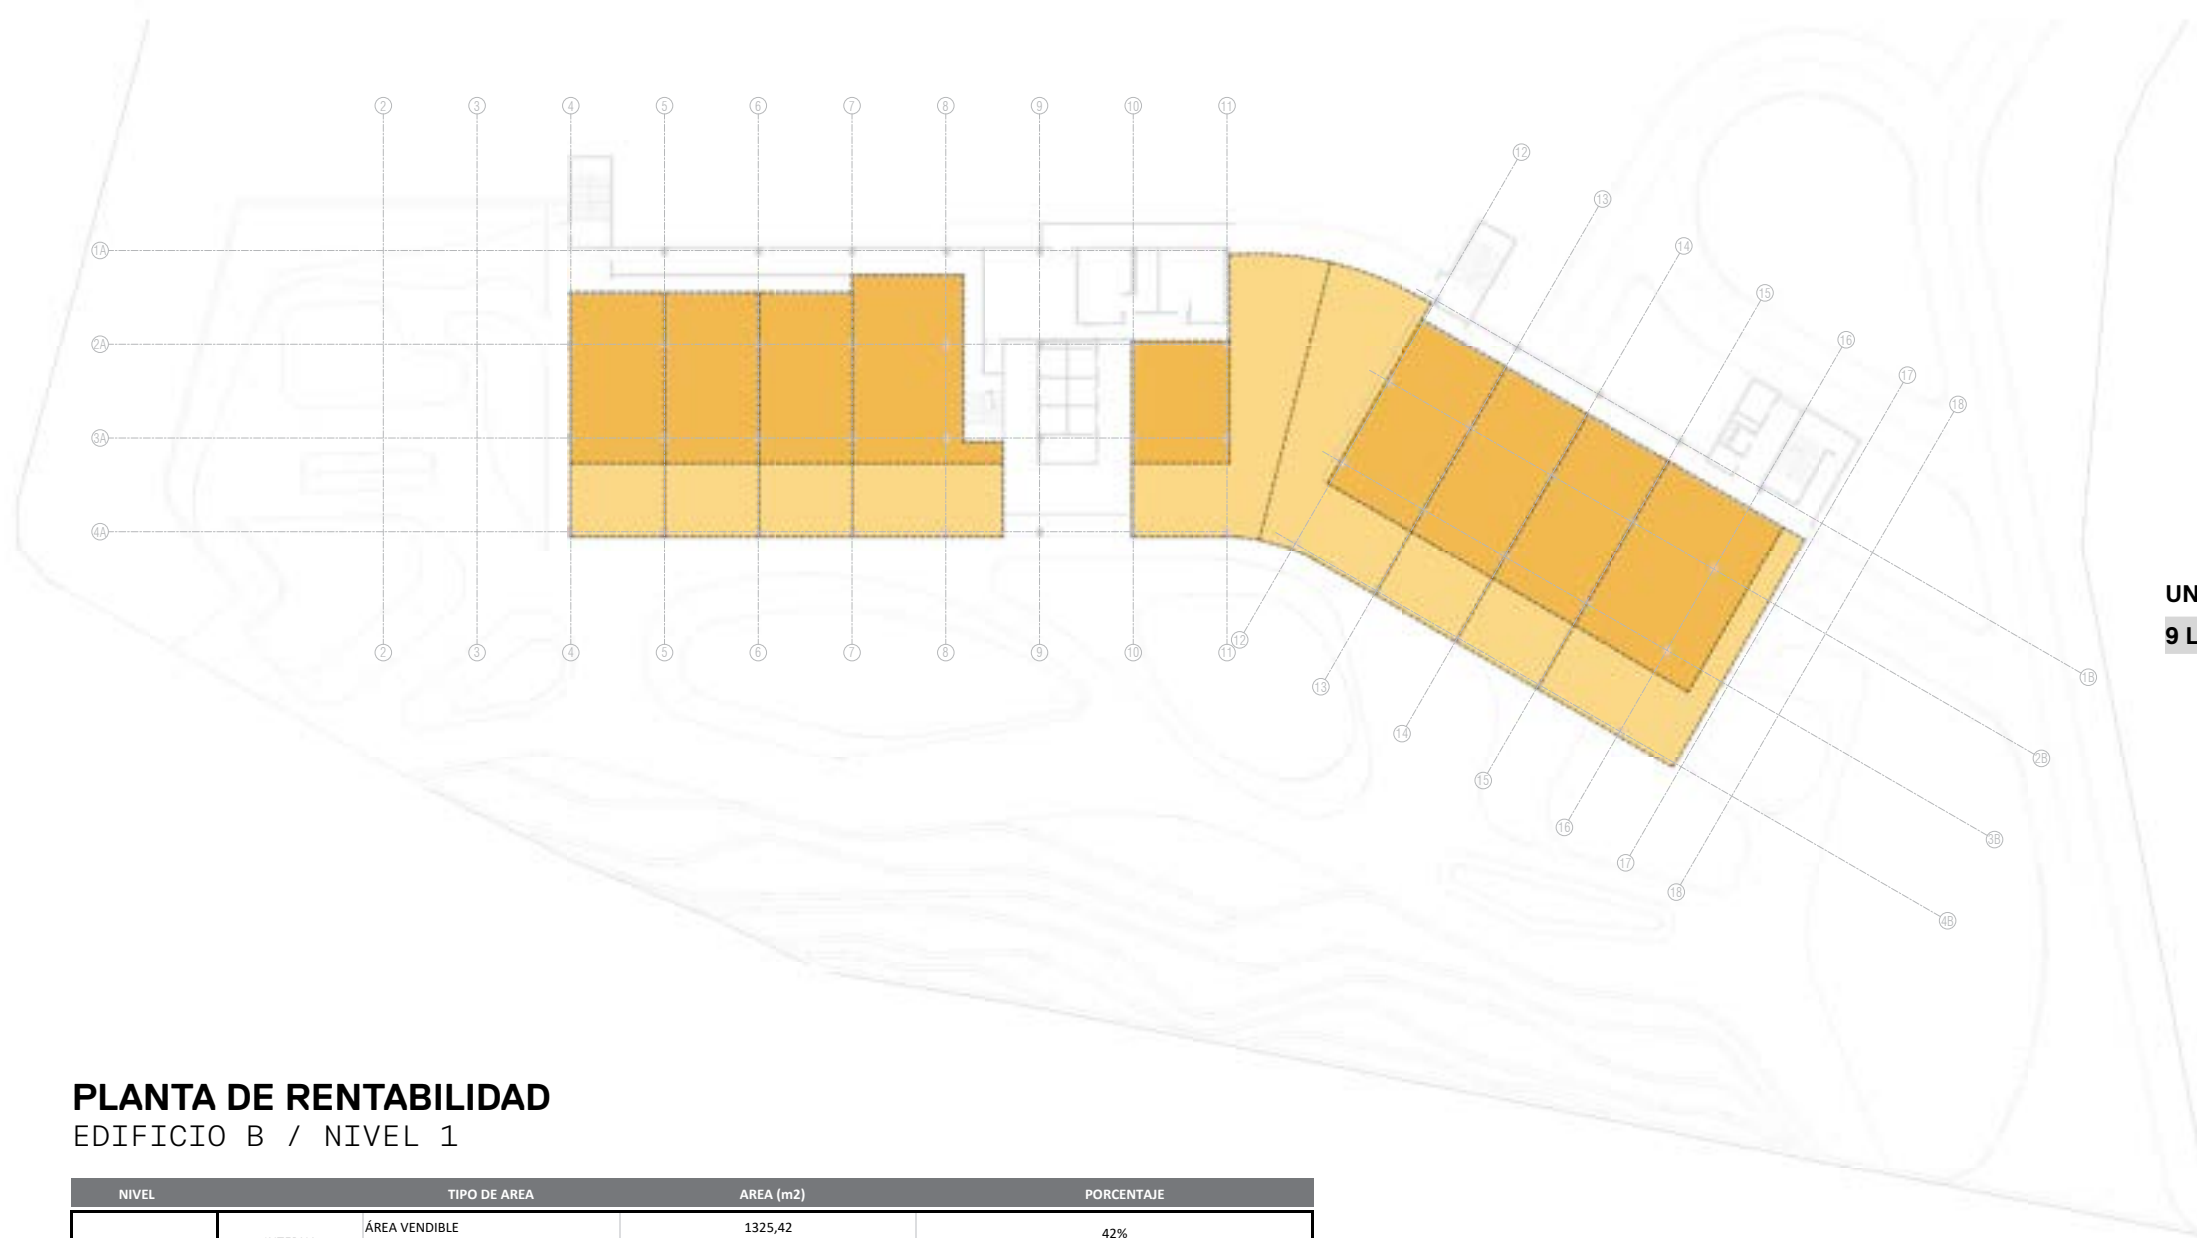 2 3 4 5 6 7 8 9 10 11
12
13
14
15
16
17
18
1A
2A
3A
4A
2 3 4 5 6 7 8 9 10 11 12
13
14
15
16
17
18
1B
2B
3B
4B
UN
9 L
PLANTA DE RENTABILIDAD
EDIFICIO B / NIVEL 1
NIVEL TIPO DE AREA AREA (m2) PORCENTAJE
ÁREA VENDIBLE 1325,42 42%